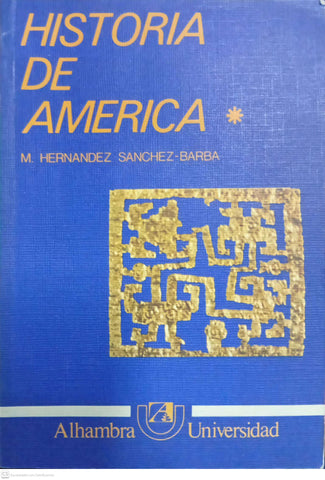 HISTORIA
DE
AMERICA *
M. HERNANDEZ SANCHEZ-BARBA
Alhambra Universidad